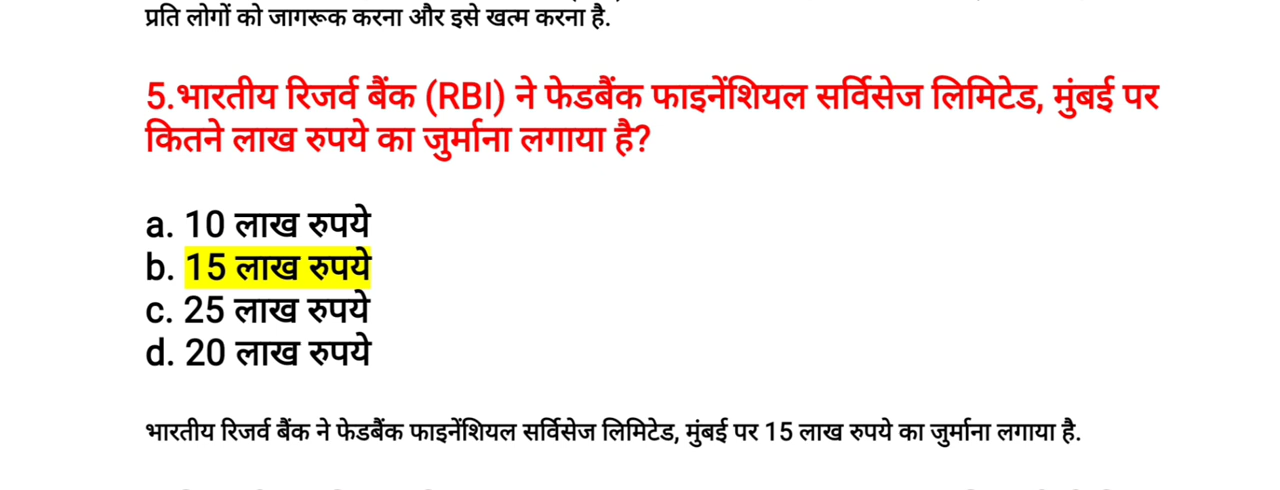 प्रति लोगों को जागरूक करना और इसे खत्म करना है.
5.भारतीय रिजर्व बैंक (RBI) ने फेडबैंक फाइनेंशियल सर्विसेज लिमिटेड, मुंबई पर
कितने लाख रुपये का जुर्माना लगाया है?
a. 10 लाख रुपये
b. 15 लाख रुपये
c. 25 लाख रुपये
d. 20 लाख रुपये
भारतीय रिजर्व बैंक ने फेडबैंक फाइनेंशियल सर्विसेज लिमिटेड, मुंबई पर 15 लाख रुपये का जुर्माना लगाया है.